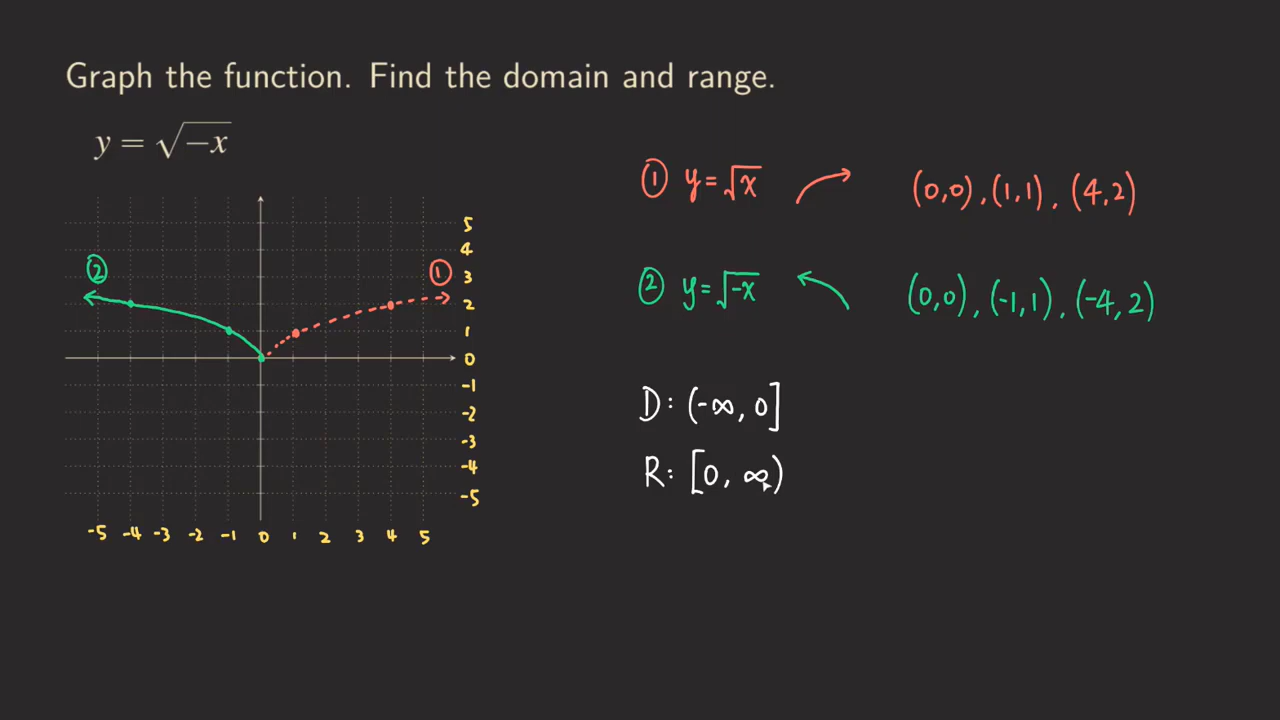 Graph the function. Find the domain and range.
y = √−x
① y = √x (0,0), (1,1), (4,2)
② y = √-x (0,0), (-1,1), (-4,2)
D: (-∞, 0]
R: [0, ∞)
② ①
5
4
3
2
1
0
-1
-2
-3
-4
-5
-5 -4 -3 -2 -1 0 1 2 3 4 5